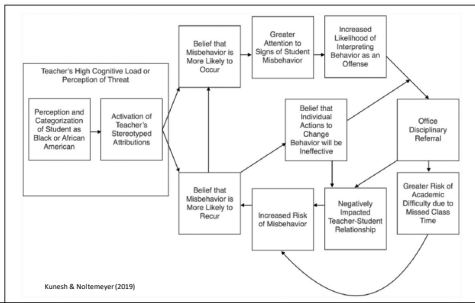 Teacher's High Cognitive Load or
Perception of Threat
Perception and
Categorization
of Student as
Black or African
American
Activation of
Teacher's
Stereotyped
Attributions
Belief that
Misbehavior is
More Likely to
Occur
Greater
Attention to
Signs of Student
Misbehavior
Increased
Likelihood of
Interpreting
Behavior as an
Offense
Belief that
Individual
Actions to
Change
Behavior will be
Ineffective
Office
Disciplinary
Referral
Belief that
Misbehavior is
More Likely to
Recur
Increased Risk
of Misbehavior
Negatively
Impacted
Teacher-Student
Relationship
Greater Risk of
Academic
Difficulty due to
Missed Class
Time
Kunesh & Noltemeyer (2019)